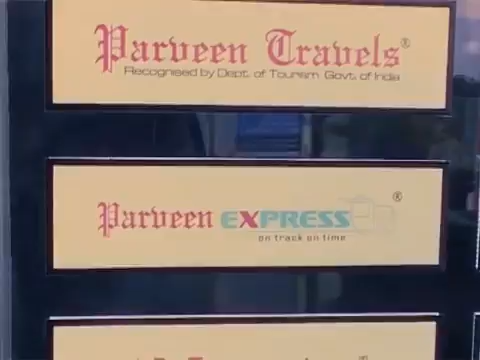 Parveen Travels®
Recognised by Dept. of Tourism Govt. of India
Parveen EXPRESS ®
on track on time